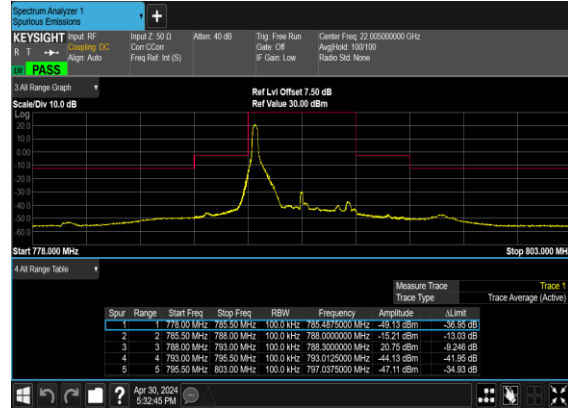 Spectrum Analyzer 1
Spurious Emissions
KEYSIGHT Input: RF Input Z: 50 Ω Atten: 40 dB Trig: Free Run Center Freq: 22.005000000 GHz
R T Coupling: DC Corr CCorr Gate: Off Avg|Hold: 100/100
Align: Auto Freq Ref: Int (S) IF Gain: Low Radio Std: None
PASS
3 All Range Graph
Ref Lvl Offset 7.50 dB
Scale/Div 10.0 dB Ref Value 30.00 dBm
Log
20.0
10.0
0.00
-10.0
-20.0
-30.0
-40.0
-50.0
-60.0
Start 778.000 MHz Stop 803.000 MH
4 All Range Table
Measure Trace Trace 1
Trace Type Trace Average (Active)
Spur Range Start Freq Stop Freq RBW Frequency Amplitude ΔLimit
1 1 778.00 MHz 785.50 MHz 100.0 kHz 785.4875000 MHz -49.13 dBm -36.95 dB
2 2 785.50 MHz 788.00 MHz 100.0 kHz 788.0000000 MHz -15.21 dBm -13.03 dB
3 3 788.00 MHz 793.00 MHz 100.0 kHz 788.3000000 MHz 20.75 dBm -9.246 dB
4 4 793.00 MHz 795.50 MHz 100.0 kHz 793.0125000 MHz -44.13 dBm -41.95 dB
5 5 795.50 MHz 803.00 MHz 100.0 kHz 797.0375000 MHz -47.11 dBm -34.93 dB
Apr 30, 2024
5:32:45 PM